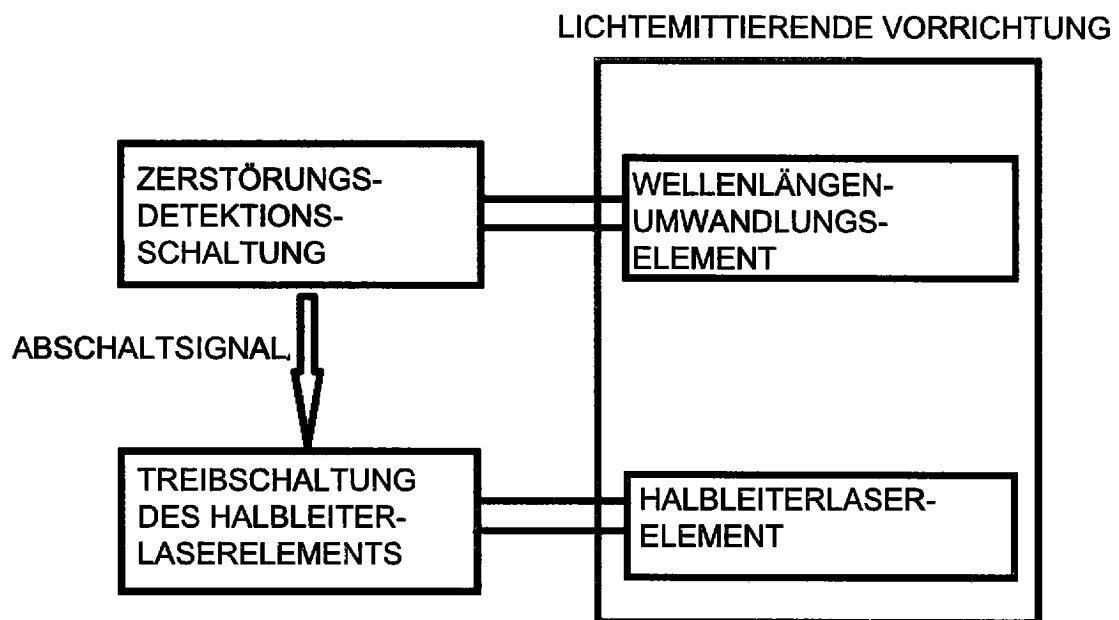 LICHTEMITTIERENDE VORRICHTUNG
ZERSTÖRUNGS-
DETEKTIONS-
SCHALTUNG
WELLENLÄNGEN-
UMWANDLUNGS-
ELEMENT
ABSCHALTSIGNAL
TREIBSCHALTUNG
DES HALBLEITER-
LASERELEMENTS
HALBLEITERLASER-
ELEMENT